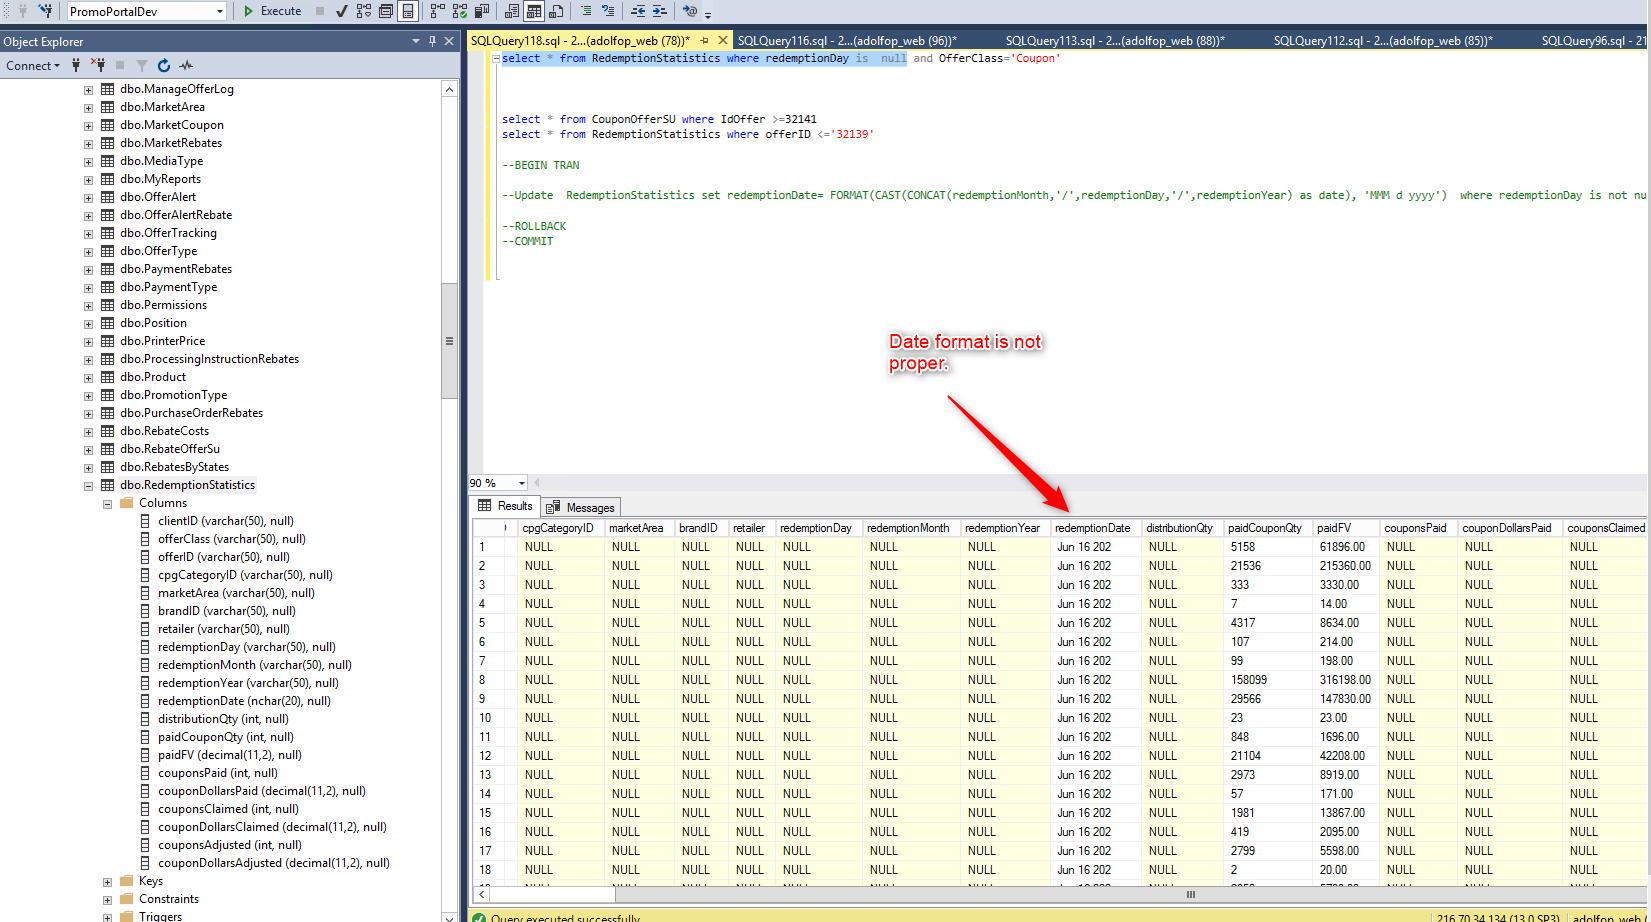 PromoPortalDev
Execute
Object Explorer
Connect
dbo.ManageOfferLog
dbo.MarketArea
dbo.MarketCoupon
dbo.MarketRebates
dbo.MediaType
dbo.MyReports
dbo.OfferAlert
dbo.OfferAlertRebate
dbo.OfferTracking
dbo.OfferType
dbo.PaymentRebates
dbo.PaymentType
dbo.Permissions
dbo.Position
dbo.PrinterPrice
dbo.ProcessingInstructionRebates
dbo.Product
dbo.PromotionType
dbo.PurchaseOrderRebates
dbo.RebateCosts
dbo.RebateOfferSu
dbo.RebatesByStates
dbo.RedemptionStatistics
Columns
clientID (varchar(50), null)
offerClass (varchar(50), null)
offerID (varchar(50), null)
cpgCategoryID (varchar(50), null)
marketArea (varchar(50), null)
brandID (varchar(50), null)
retailer (varchar(50), null)
redemptionDay (varchar(50), null)
redemptionMonth (varchar(50), null)
redemptionYear (varchar(50), null)
redemptionDate (nchar(20), null)
distributionQty (int, null)
paidCouponQty (int, null)
paidFV (decimal(11,2), null)
couponsPaid (int, null)
couponDollarsPaid (decimal(11,2), null)
couponsClaimed (int, null)
couponDollarsClaimed (decimal(11,2), null)
couponsAdjusted (int, null)
couponDollarsAdjusted (decimal(11,2), null)
Keys
Constraints
Triggers
SQLQuery118.sql - 2...(adolfop_web (78))* SQLQuery116.sql - 2...(adolfop_web (96))* SQLQuery113.sql - 2...(adolfop_web (88))* SQLQuery112.sql - 2...(adolfop_web (85))* SQLQuery96.sql - 21
select * from RedemptionStatistics where redemptionDay is null and OfferClass='Coupon'
select * from CouponOfferSU where IdOffer >=32141
select * from RedemptionStatistics where offerID <='32139'
--BEGIN TRAN
--Update RedemptionStatistics set redemptionDate= FORMAT(CAST(CONCAT(redemptionMonth,'/',redemptionDay,'/',redemptionYear) as date), 'MMM d yyyy') where redemptionDay is not nu
--ROLLBACK
--COMMIT
Date format is not
proper.
90 %
Results Messages
cpgCategoryID marketArea brandID retailer redemptionDay redemptionMonth redemptionYear redemptionDate distributionQty paidCouponQty paidFV couponsPaid couponDollarsPaid couponsClaimed
1 NULL NULL NULL NULL NULL NULL NULL Jun 16 202 NULL 5158 61896.00 NULL NULL NULL
2 NULL NULL NULL NULL NULL NULL NULL Jun 16 202 NULL 21536 215360.00 NULL NULL NULL
3 NULL NULL NULL NULL NULL NULL NULL Jun 16 202 NULL 333 3330.00 NULL NULL NULL
4 NULL NULL NULL NULL NULL NULL NULL Jun 16 202 NULL 7 14.00 NULL NULL NULL
5 NULL NULL NULL NULL NULL NULL NULL Jun 16 202 NULL 4317 8634.00 NULL NULL NULL
6 NULL NULL NULL NULL NULL NULL NULL Jun 16 202 NULL 107 214.00 NULL NULL NULL
7 NULL NULL NULL NULL NULL NULL NULL Jun 16 202 NULL 99 198.00 NULL NULL NULL
8 NULL NULL NULL NULL NULL NULL NULL Jun 16 202 NULL 158099 316198.00 NULL NULL NULL
9 NULL NULL NULL NULL NULL NULL NULL Jun 16 202 NULL 29566 147830.00 NULL NULL NULL
10 NULL NULL NULL NULL NULL NULL NULL Jun 16 202 NULL 23 23.00 NULL NULL NULL
11 NULL NULL NULL NULL NULL NULL NULL Jun 16 202 NULL 848 1696.00 NULL NULL NULL
12 NULL NULL NULL NULL NULL NULL NULL Jun 16 202 NULL 21104 42208.00 NULL NULL NULL
13 NULL NULL NULL NULL NULL NULL NULL Jun 16 202 NULL 2973 8919.00 NULL NULL NULL
14 NULL NULL NULL NULL NULL NULL NULL Jun 16 202 NULL 57 171.00 NULL NULL NULL
15 NULL NULL NULL NULL NULL NULL NULL Jun 16 202 NULL 1981 13867.00 NULL NULL NULL
16 NULL NULL NULL NULL NULL NULL NULL Jun 16 202 NULL 419 2095.00 NULL NULL NULL
17 NULL NULL NULL NULL NULL NULL NULL Jun 16 202 NULL 2799 5598.00 NULL NULL NULL
18 NULL NULL NULL NULL NULL NULL NULL Jun 16 202 NULL 2 20.00 NULL NULL NULL
Query executed successfully. 216.70.34.134 (13.0 SP3) adolfop_web (